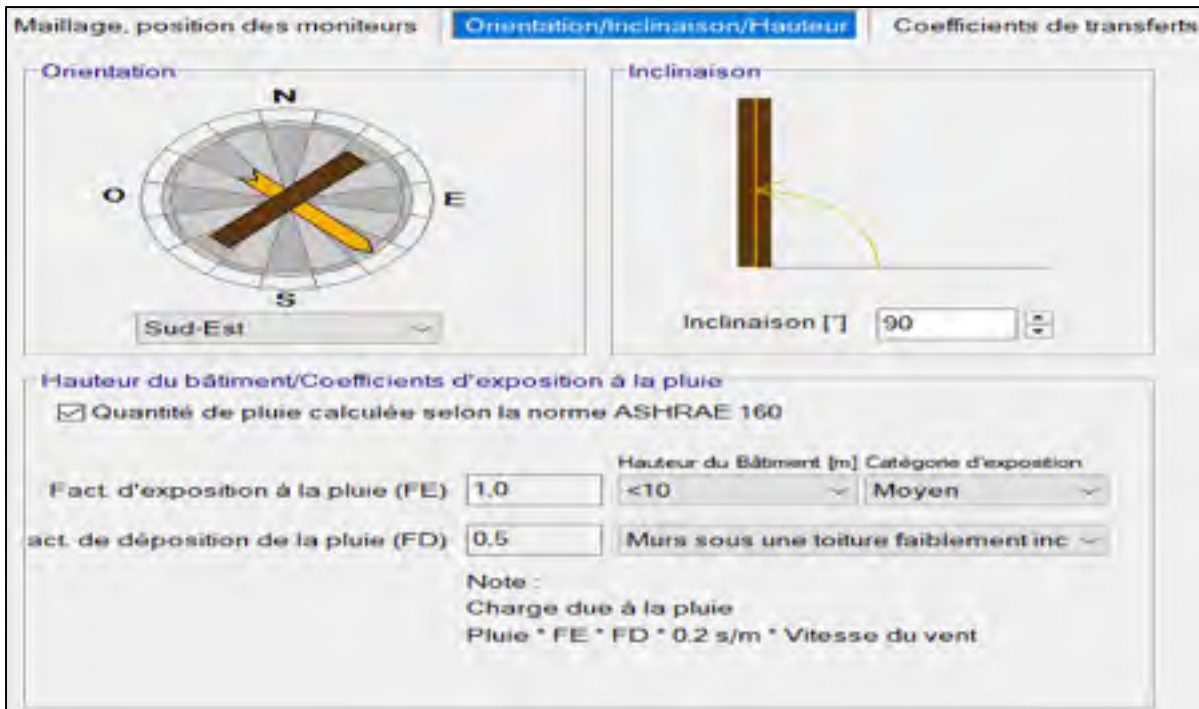 Maillage, position des moniteurs
Orientation/Inclinaison/Hauteur
Coefficients de transferts
Orientation
N
O
E
S
Sud-Est
Inclinaison
Inclinaison [°] 90
Hauteur du bâtiment/Coefficients d'exposition à la pluie
Quantité de pluie calculée selon la norme ASHRAE 160
Hauteur du Bâtiment [m] Catégorie d'exposition
Fact. d'exposition à la pluie (FE) 1,0 <10 Moyen
act. de déposition de la pluie (FD) 0.5 Murs sous une toiture faiblement inc
Note :
Charge due à la pluie
Pluie * FE * FD * 0.2 s/m * Vitesse du vent